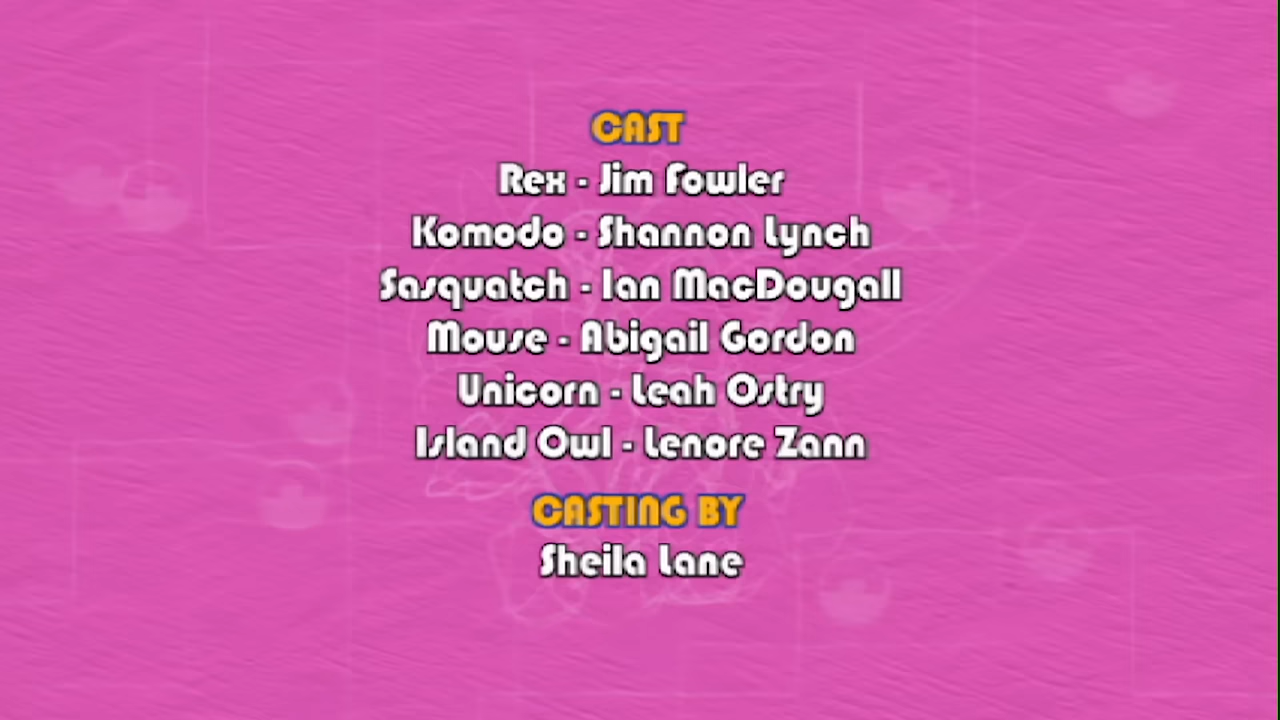 CAST
Rex - Jim Fowler
Komodo - Shannon Lynch
Sasquatch - Ian MacDougall
Mouse - Abigail Gordon
Unicorn - Leah Ostry
Island Owl - Lenore Zann
CASTING BY
Sheila Lane